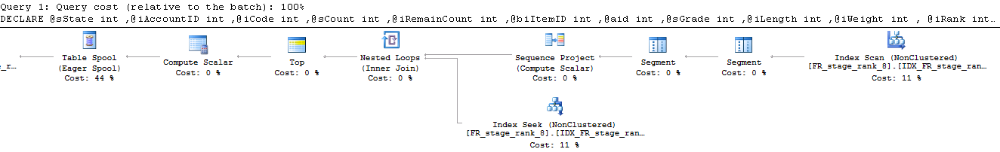 Query 1: Query cost (relative to the batch): 100%
DECLARE @sState int ,@iAccountID int ,@iCode int ,@sCount int ,@iRemainCount int ,@biItemID int ,@aid int ,@sGrade int ,@iLength int ,@iWeight int , @iRank int…
_r…
Table Spool
(Eager Spool)
Cost: 44 %
Compute Scalar
Cost: 0 %
Top
Cost: 0 %
Nested Loops
(Inner Join)
Cost: 0 %
Sequence Project
(Compute Scalar)
Cost: 0 %
Segment
Cost: 0 %
Segment
Cost: 0 %
Index Scan (NonClustered)
[FR_stage_rank_8].[IDX_FR_stage_ran…
Cost: 11 %
Index Seek (NonClustered)
[FR_stage_rank_8].[IDX_FR_stage_ran…
Cost: 11 %